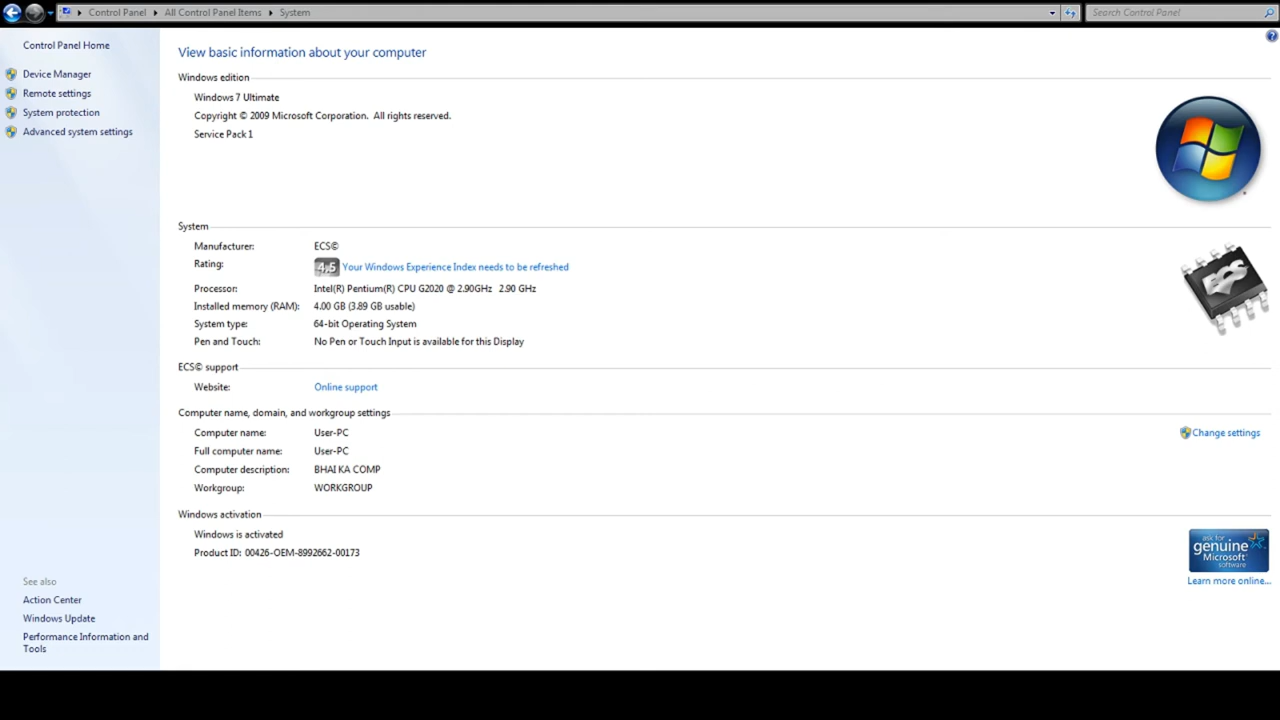 Control Panel ▸ All Control Panel Items ▸ System
Search Control Panel
Control Panel Home
Device Manager
Remote settings
System protection
Advanced system settings
View basic information about your computer
Windows edition
Windows 7 Ultimate
Copyright © 2009 Microsoft Corporation. All rights reserved.
Service Pack 1
System
Manufacturer: ECS©
Rating: 4,5 Your Windows Experience Index needs to be refreshed
Processor: Intel(R) Pentium(R) CPU G2020 @ 2.90GHz 2.90 GHz
Installed memory (RAM): 4.00 GB (3.89 GB usable)
System type: 64-bit Operating System
Pen and Touch: No Pen or Touch Input is available for this Display
ECS
ECS© support
Website: Online support
Computer name, domain, and workgroup settings
Computer name: User-PC
Change settings
Full computer name: User-PC
Computer description: BHAI KA COMP
Workgroup: WORKGROUP
Windows activation
Windows is activated
Product ID: 00426-OEM-8992662-00173
ask for
genuine
Microsoft
software
Learn more online...
See also
Action Center
Windows Update
Performance Information and
Tools